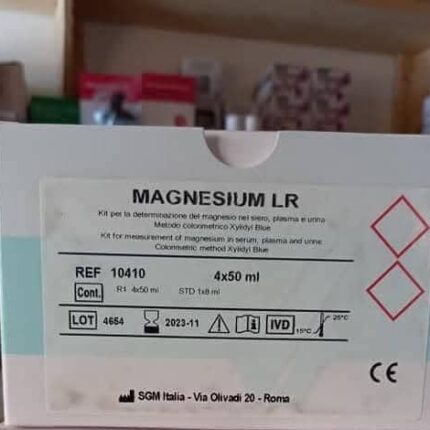 MAGNESIUM LR
Kit per la determinazione del magnesio nel siero, plasma e urina
Metodo colorimetrico Xylidyl Blue
Kit for measurement of magnesium in serum, plasma and urine
Colorimetric method Xylidyl Blue
REF 10410 4x50 ml
Cont. R1 4x50 ml STD 1x8 ml
LOT 4654 2023-11 i IVD 15°C 25°C
CE
SGM Italia - Via Olivadi 20 - Roma